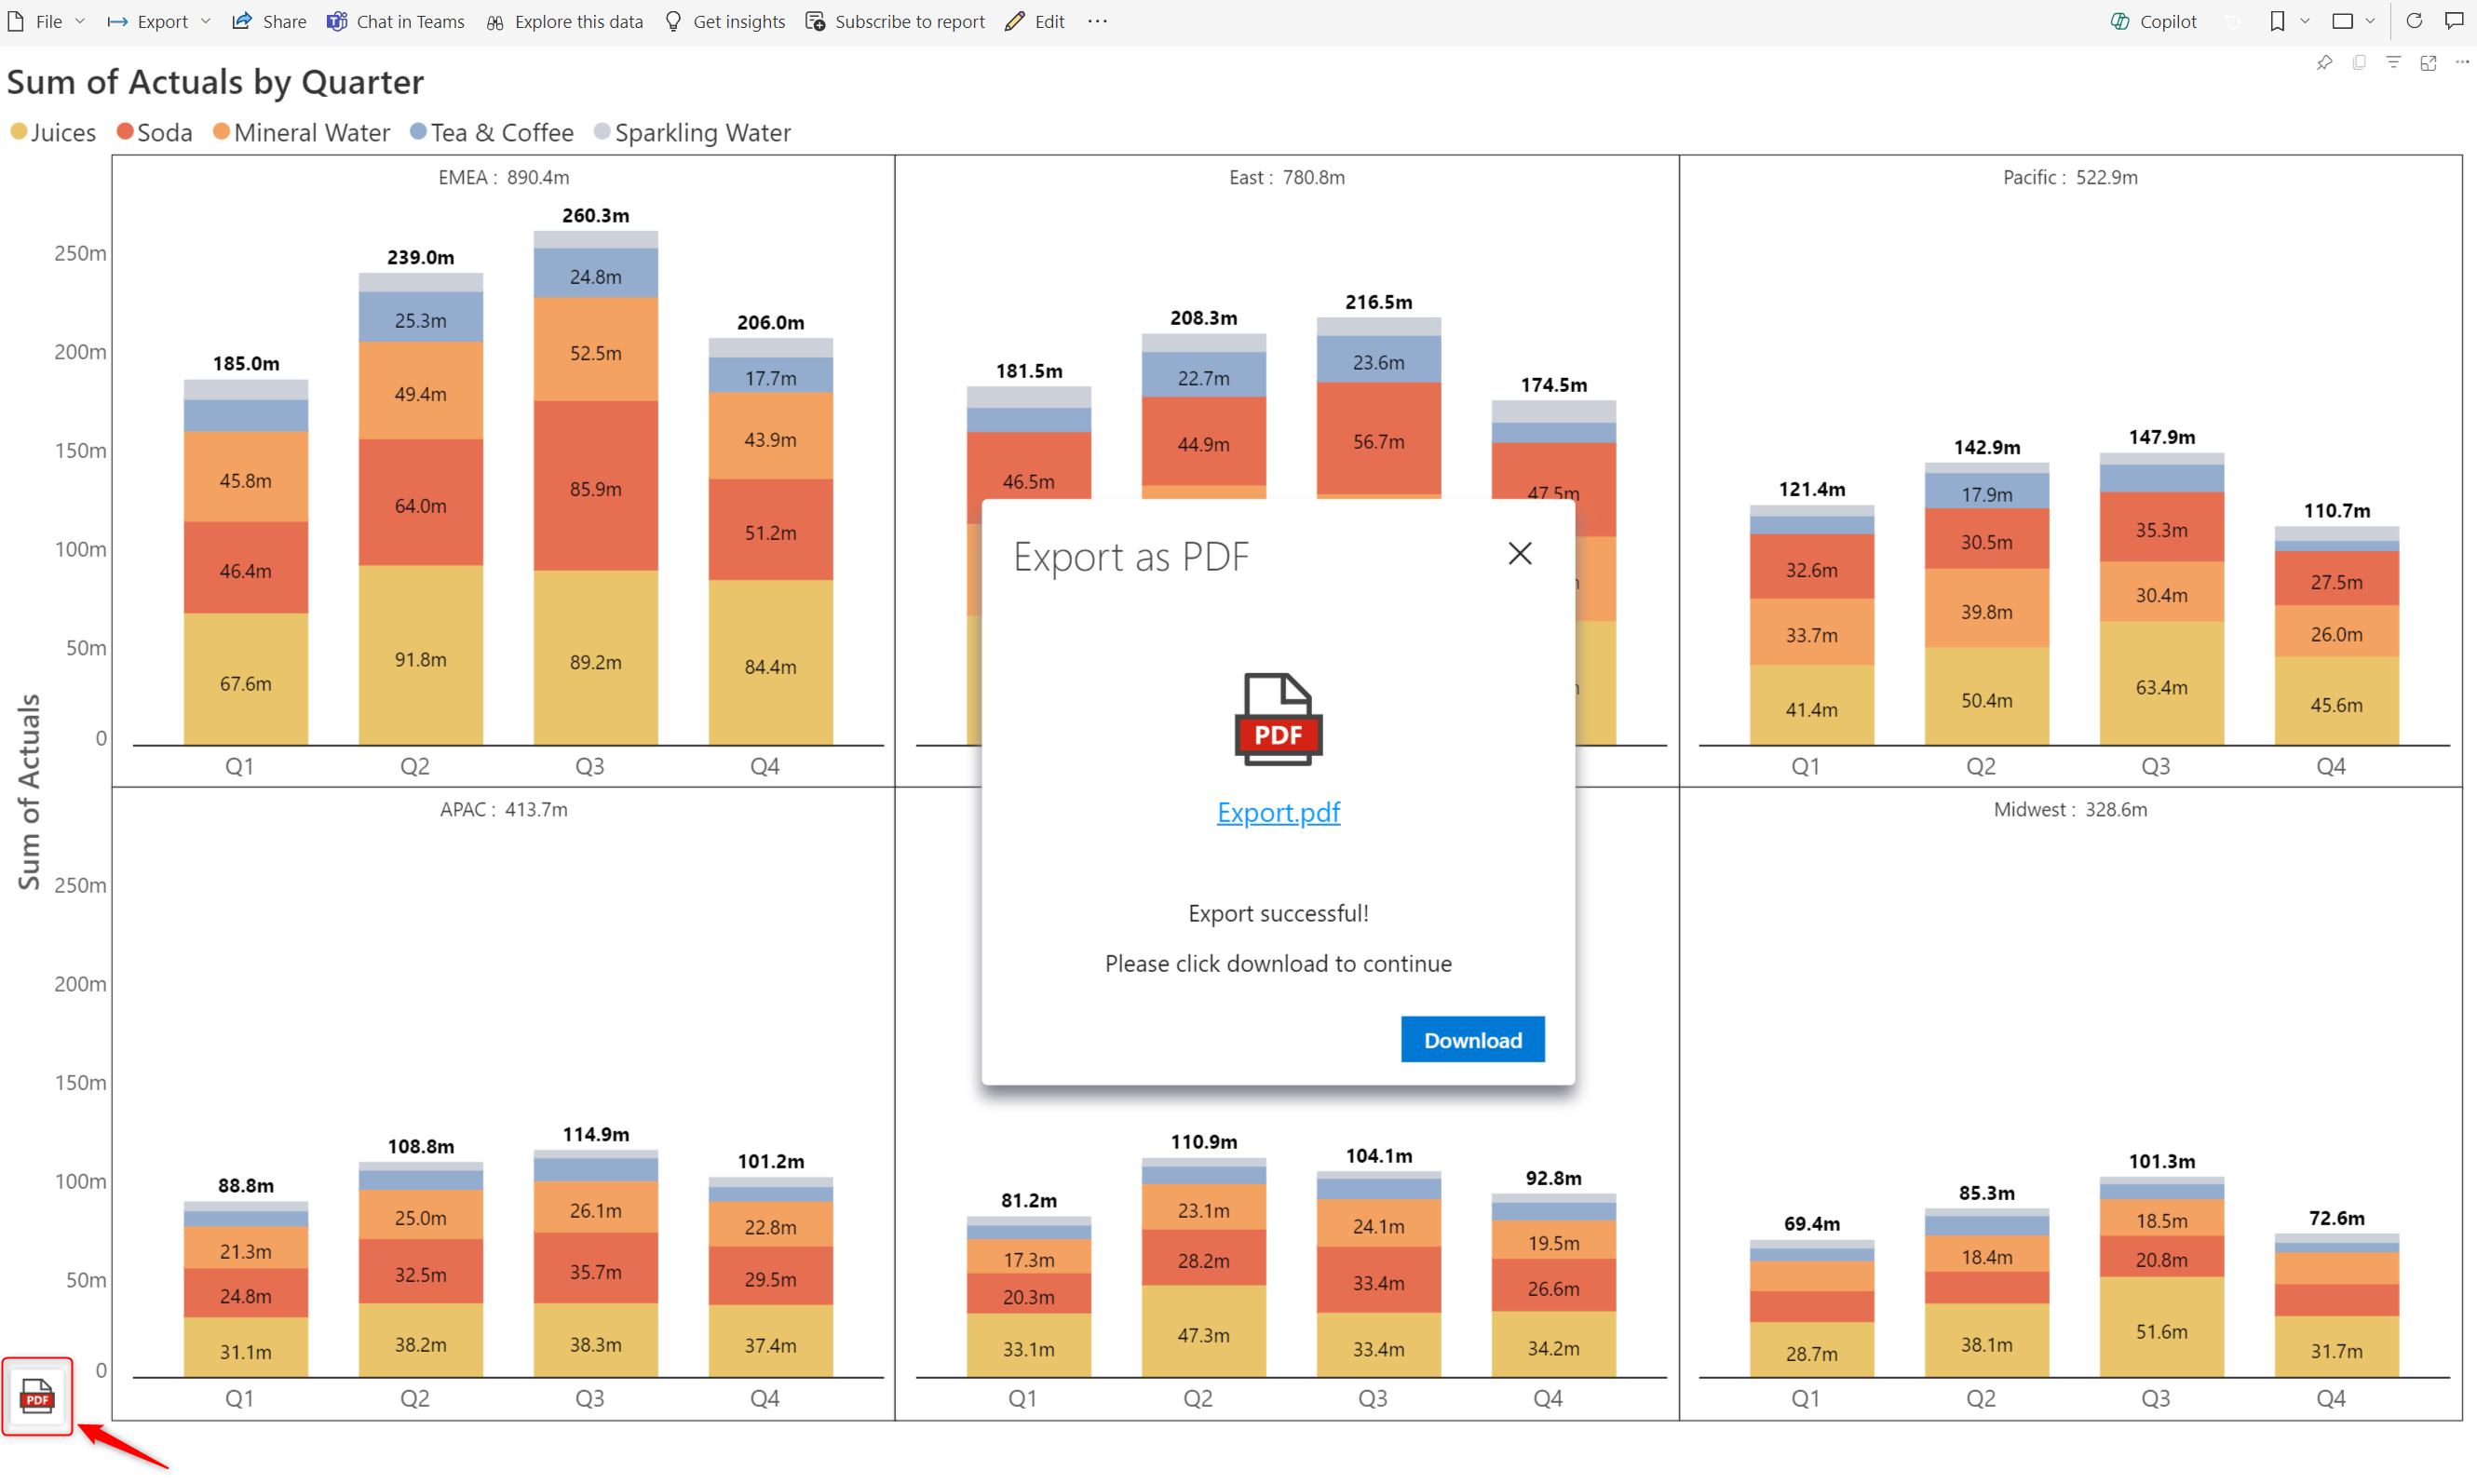 File Export Share Chat in Teams Explore this data Get insights Subscribe to report Edit ··· Copilot
Sum of Actuals by Quarter
Juices Soda Mineral Water Tea & Coffee Sparkling Water
Sum of Actuals
EMEA : 890.4m
250m
200m
150m
100m
50m
0
185.0m
45.8m
46.4m
67.6m
239.0m
25.3m
49.4m
64.0m
91.8m
260.3m
24.8m
52.5m
85.9m
89.2m
206.0m
17.7m
43.9m
51.2m
84.4m
Q1 Q2 Q3 Q4
East : 780.8m
181.5m
46.5m
208.3m
22.7m
44.9m
216.5m
23.6m
56.7m
174.5m
47.5m
Pacific : 522.9m
121.4m
32.6m
33.7m
41.4m
142.9m
17.9m
30.5m
39.8m
50.4m
147.9m
35.3m
30.4m
63.4m
110.7m
27.5m
26.0m
45.6m
Q1 Q2 Q3 Q4
Export as PDF
PDF
Export.pdf
Export successful!
Please click download to continue
Download
APAC : 413.7m
250m
200m
150m
100m
50m
0
88.8m
21.3m
24.8m
31.1m
108.8m
25.0m
32.5m
38.2m
114.9m
26.1m
35.7m
38.3m
101.2m
22.8m
29.5m
37.4m
Q1 Q2 Q3 Q4
81.2m
17.3m
20.3m
33.1m
110.9m
23.1m
28.2m
47.3m
104.1m
24.1m
33.4m
33.4m
92.8m
19.5m
26.6m
34.2m
Q1 Q2 Q3 Q4
Midwest : 328.6m
69.4m
28.7m
85.3m
18.4m
38.1m
101.3m
18.5m
20.8m
51.6m
72.6m
31.7m
Q1 Q2 Q3 Q4
PDF